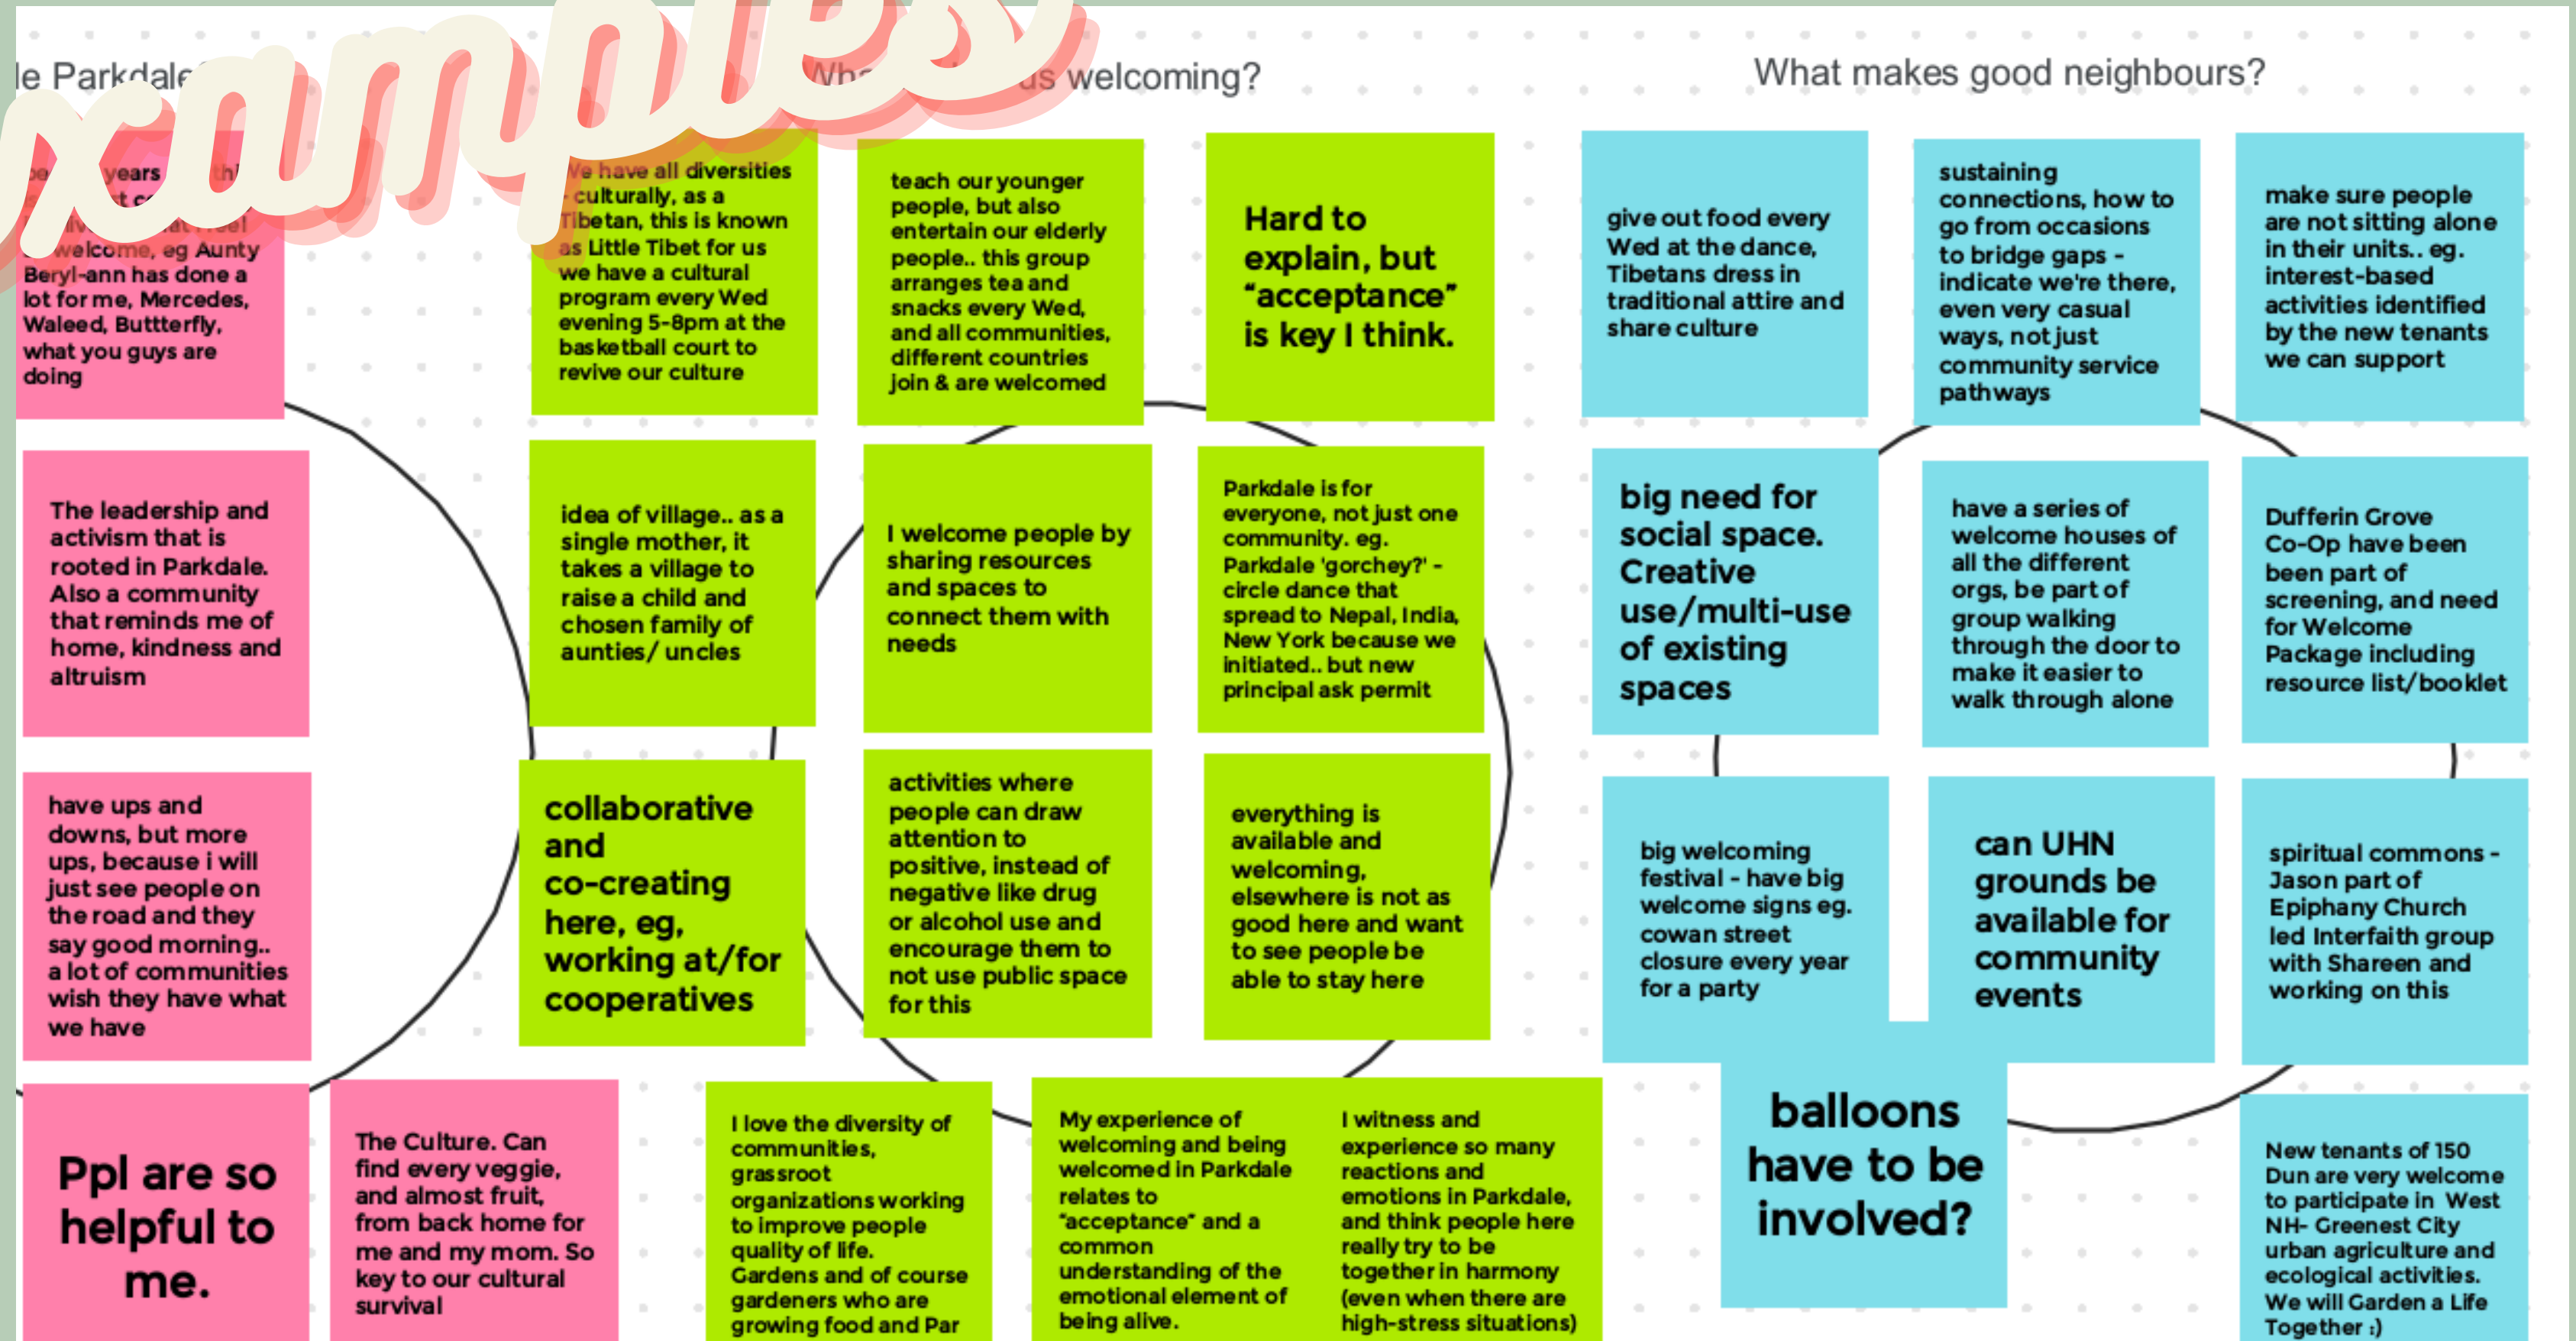 xamples
le Parkdale
us welcoming?
What makes good neighbours?
years
welcome, eg Aunty
Beryl-ann has done a
lot for me, Mercedes,
Waleed, Buttterfly,
what you guys are
doing
The leadership and
activism that is
rooted in Parkdale.
Also a community
that reminds me of
home, kindness and
altruism
have ups and
downs, but more
ups, because i will
just see people on
the road and they
say good morning..
a lot of communities
wish they have what
we have
Ppl are so
helpful to
me.
The Culture. Can
find every veggie,
and almost fruit,
from back home for
me and my mom. So
key to our cultural
survival
We have all diversities
- culturally, as a
Tibetan, this is known
as Little Tibet for us
we have a cultural
program every Wed
evening 5-8pm at the
basketball court to
revive our culture
teach our younger
people, but also
entertain our elderly
people.. this group
arranges tea and
snacks every Wed,
and all communities,
different countries
join & are welcomed
Hard to
explain, but
“acceptance”
is key I think.
idea of village.. as a
single mother, it
takes a village to
raise a child and
chosen family of
aunties/ uncles
I welcome people by
sharing resources
and spaces to
connect them with
needs
Parkdale is for
everyone, not just one
community. eg.
Parkdale 'gorchey?' -
circle dance that
spread to Nepal, India,
New York because we
initiated.. but new
principal ask permit
collaborative
and
co-creating
here, eg,
working at/for
cooperatives
activities where
people can draw
attention to
positive, instead of
negative like drug
or alcohol use and
encourage them to
not use public space
for this
everything is
available and
welcoming,
elsewhere is not as
good here and want
to see people be
able to stay here
I love the diversity of
communities,
grassroot
organizations working
to improve people
quality of life.
Gardens and of course
gardeners who are
growing food and Par
My experience of
welcoming and being
welcomed in Parkdale
relates to
“acceptance” and a
common
understanding of the
emotional element of
being alive.
I witness and
experience so many
reactions and
emotions in Parkdale,
and think people here
really try to be
together in harmony
(even when there are
high-stress situations)
give out food every
Wed at the dance,
Tibetans dress in
traditional attire and
share culture
sustaining
connections, how to
go from occasions
to bridge gaps -
indicate we're there,
even very casual
ways, not just
community service
pathways
make sure people
are not sitting alone
in their units.. eg.
interest-based
activities identified
by the new tenants
we can support
big need for
social space.
Creative
use/multi-use
of existing
spaces
have a series of
welcome houses of
all the different
orgs, be part of
group walking
through the door to
make it easier to
walk through alone
Dufferin Grove
Co-Op have been
been part of
screening, and need
for Welcome
Package including
resource list/booklet
big welcoming
festival - have big
welcome signs eg.
cowan street
closure every year
for a party
can UHN
grounds be
available for
community
events
spiritual commons -
Jason part of
Epiphany Church
led Interfaith group
with Shareen and
working on this
balloons
have to be
involved?
New tenants of 150
Dun are very welcome
to participate in West
NH- Greenest City
urban agriculture and
ecological activities.
We will Garden a Life
Together :)